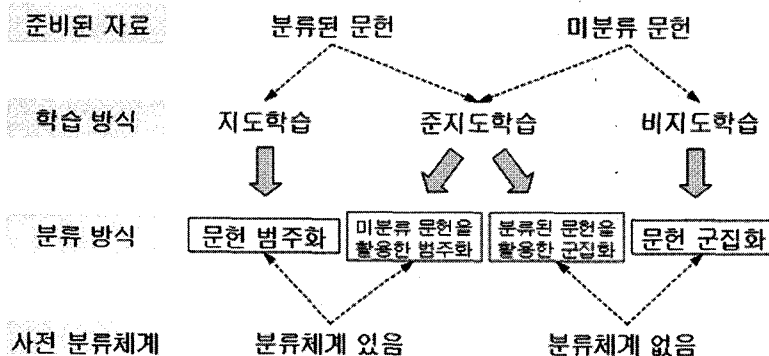 준비된 자료 분류된 문헌 미분류 문헌
학습 방식 지도학습 준지도학습 비지도학습
분류 방식 문헌 범주화 미분류 문헌을 활용한 범주화 분류된 문헌을 활용한 군집화 문헌 군집화
사전 분류체계 분류체계 있음 분류체계 없음